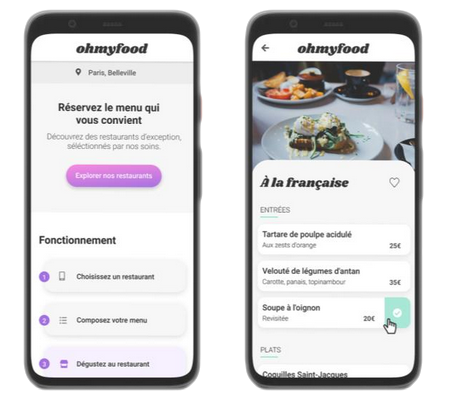 ohmyfood
Paris, Belleville
Réservez le menu qui
vous convient
Découvrez des restaurants d'exception,
séléctionnés par nos soins.
Explorer nos restaurants
Fonctionnement
1 Choisissez un restaurant
2 Composez votre menu
3 Dégustez au restaurant
ohmyfood
À la française
ENTRÉES
Tartare de poulpe acidulé
Aux zests d'orange 25€
Velouté de légumes d'antan
Carotte, panais, topinambour 35€
Soupe à l'oignon
Revisitée 20€
PLATS
Coquilles Saint-Jacques